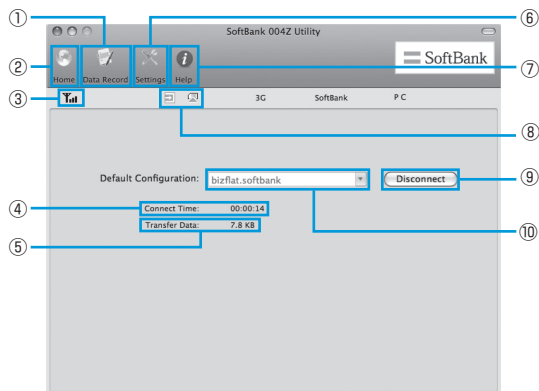 ① ⑥
SoftBank 004Z Utility
SoftBank
② Home Data Record Settings Help ⑦
③ 3G SoftBank P C
⑧
Default Configuration: bizflat.softbank Disconnect ⑨
④ Connect Time: 00:00:14
Transfer Data: 7.8 KB
⑤ ⑩